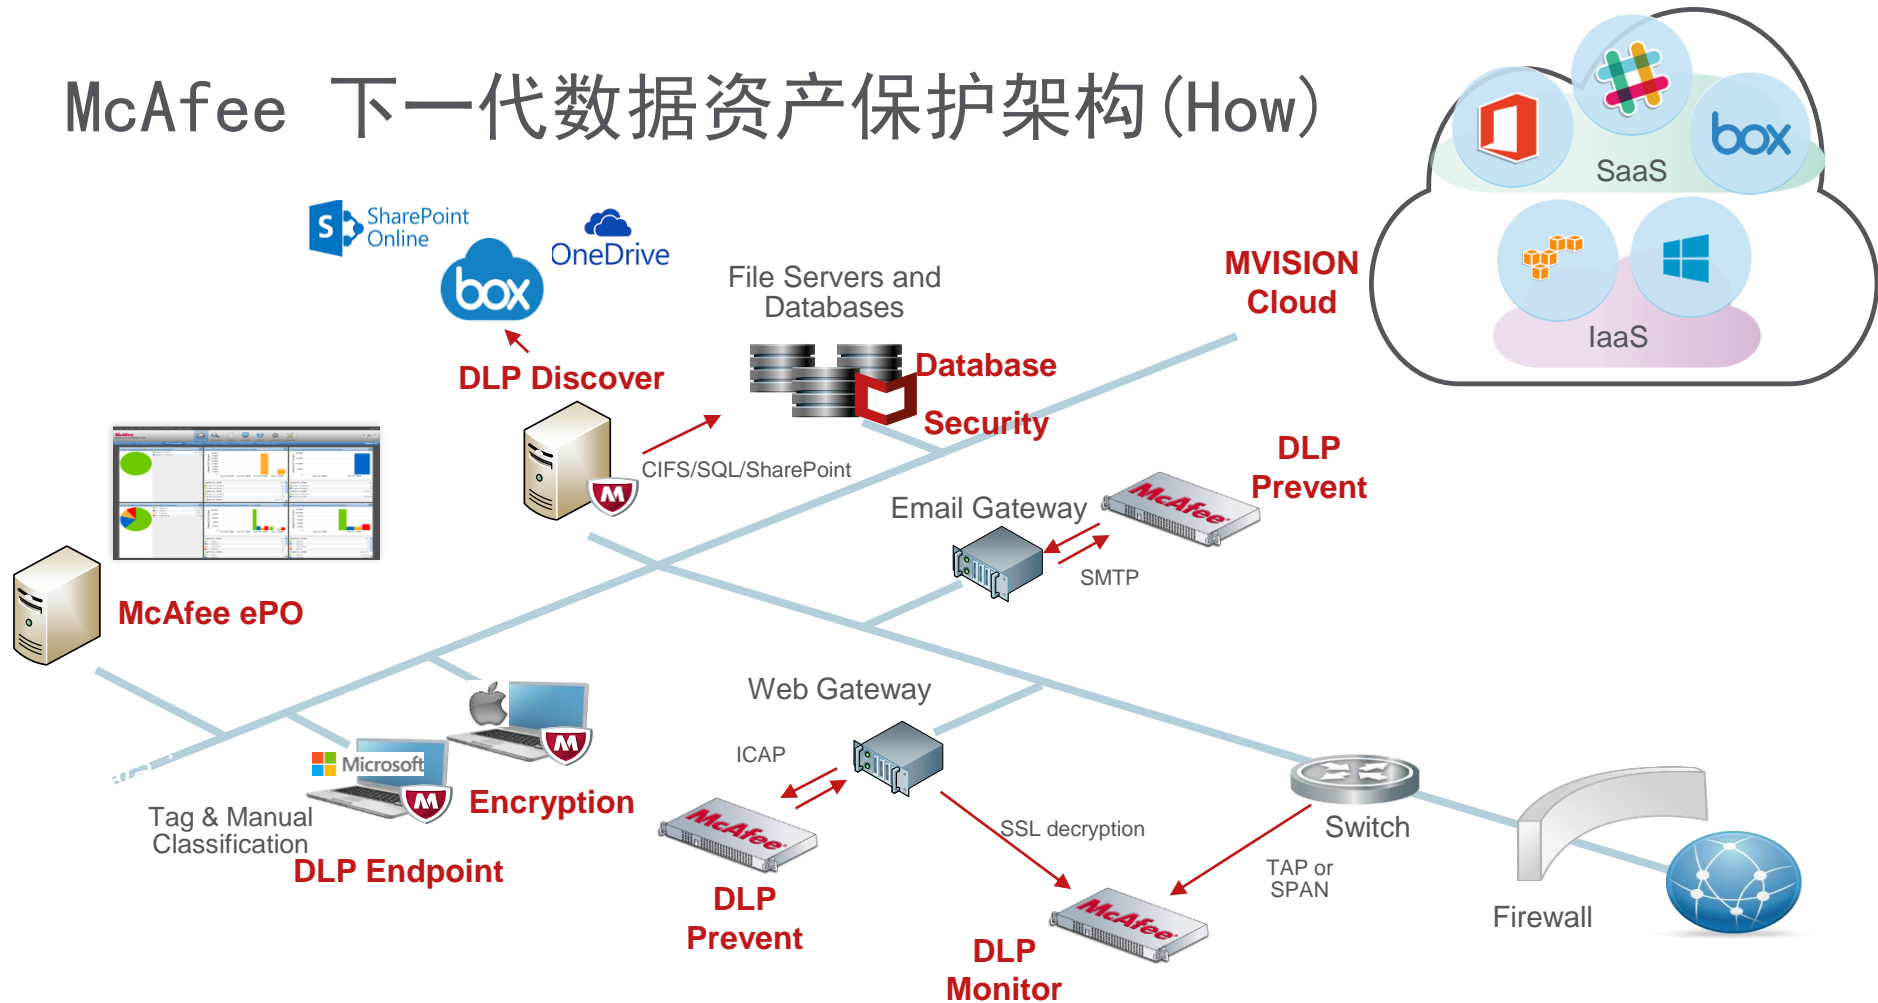 McAfee 下一代数据资产保护架构(How)
SaaS
box
IaaS
MVISION
Cloud
S
SharePoint
Online
OneDrive
box
File Servers and
Databases
DLP Discover
Database
Security
CIFS/SQL/SharePoint
DLP
Prevent
McAfee
Email Gateway
SMTP
McAfee ePO
Web Gateway
ICAP
Microsoft
Encryption
Tag & Manual
Classification
DLP Endpoint
McAfee
DLP
Prevent
SSL decryption
Switch
TAP or
SPAN
McAfee
DLP
Monitor
Firewall